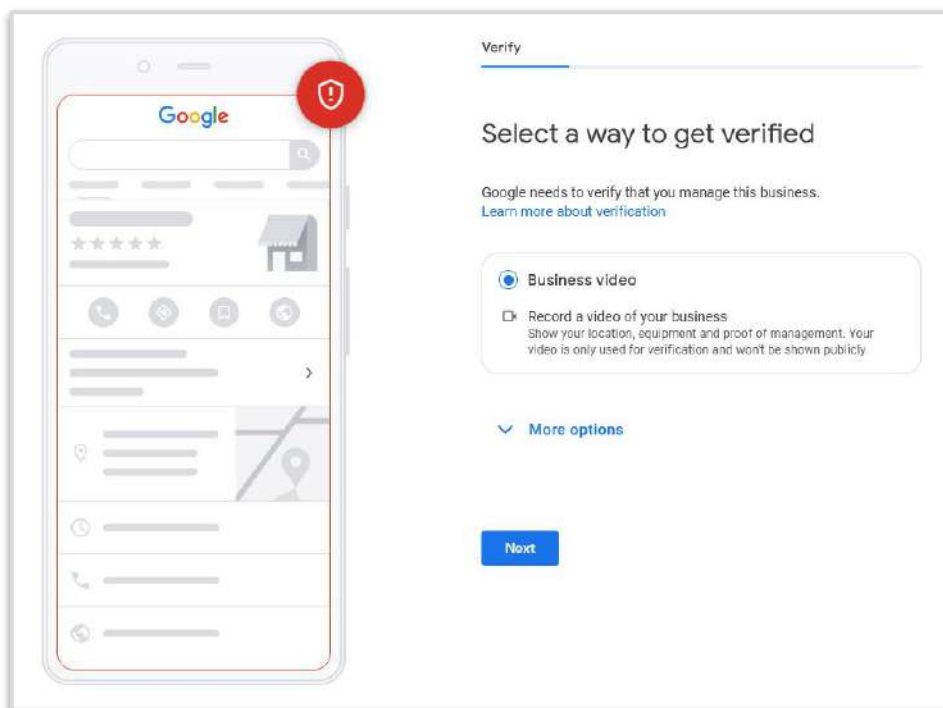 Google
Verify
Select a way to get verified
Google needs to verify that you manage this business.
Learn more about verification
Business video
Record a video of your business
Show your location, equipment and proof of management. Your
video is only used for verification and won't be shown publicly
More options
Next